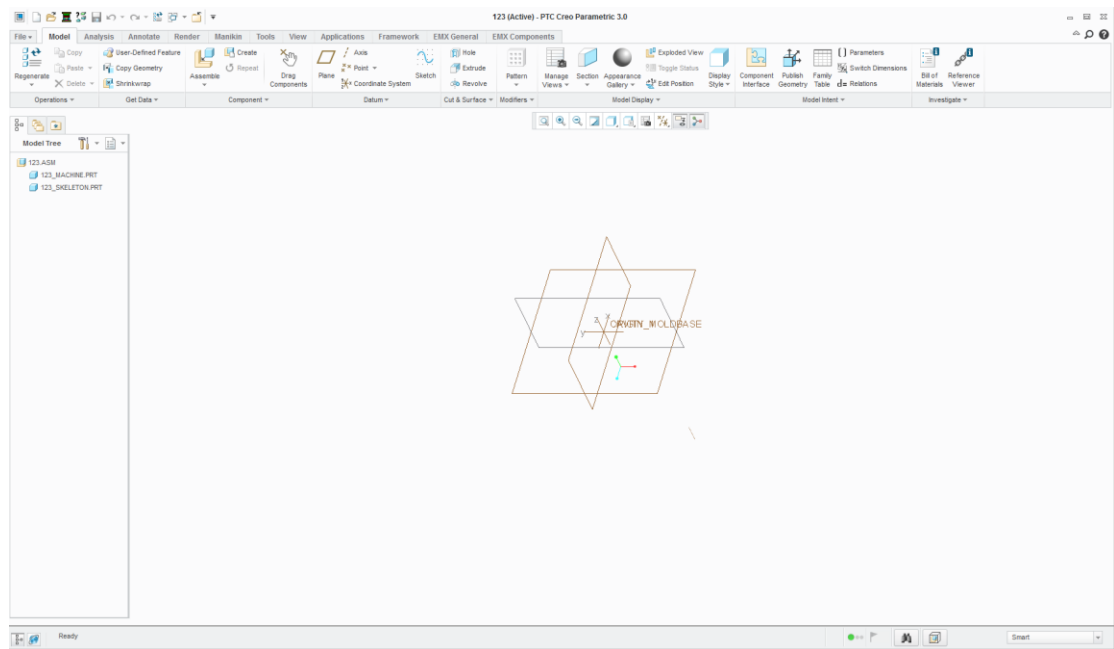 123 (Active) - PTC Creo Parametric 3.0
File Model Analysis Annotate Render Manikin Tools View Applications Framework EMX General EMX Components
Regenerate
Copy
Paste
Delete
User-Defined Feature
Copy Geometry
Shrinkwrap
Assemble
Create
Repeat
Drag
Components
Plane
Axis
Point
Coordinate System
Sketch
Hole
Extrude
Revolve
Pattern
Manage
Views
Section
Appearance
Gallery
Exploded View
Toggle Status
Edit Position
Display
Style
Component
Interface
Publish
Geometry
Family
Table
[ ] Parameters
Switch Dimensions
d= Relations
Bill of
Materials
Reference
Viewer
Operations Get Data Component Datum Cut & Surface Modifiers Model Display Model Intent Investigate
Model Tree
123.ASM
123_MACHINE.PRT
123_SKELETON.PRT
Z X
Y
Ready
Smart